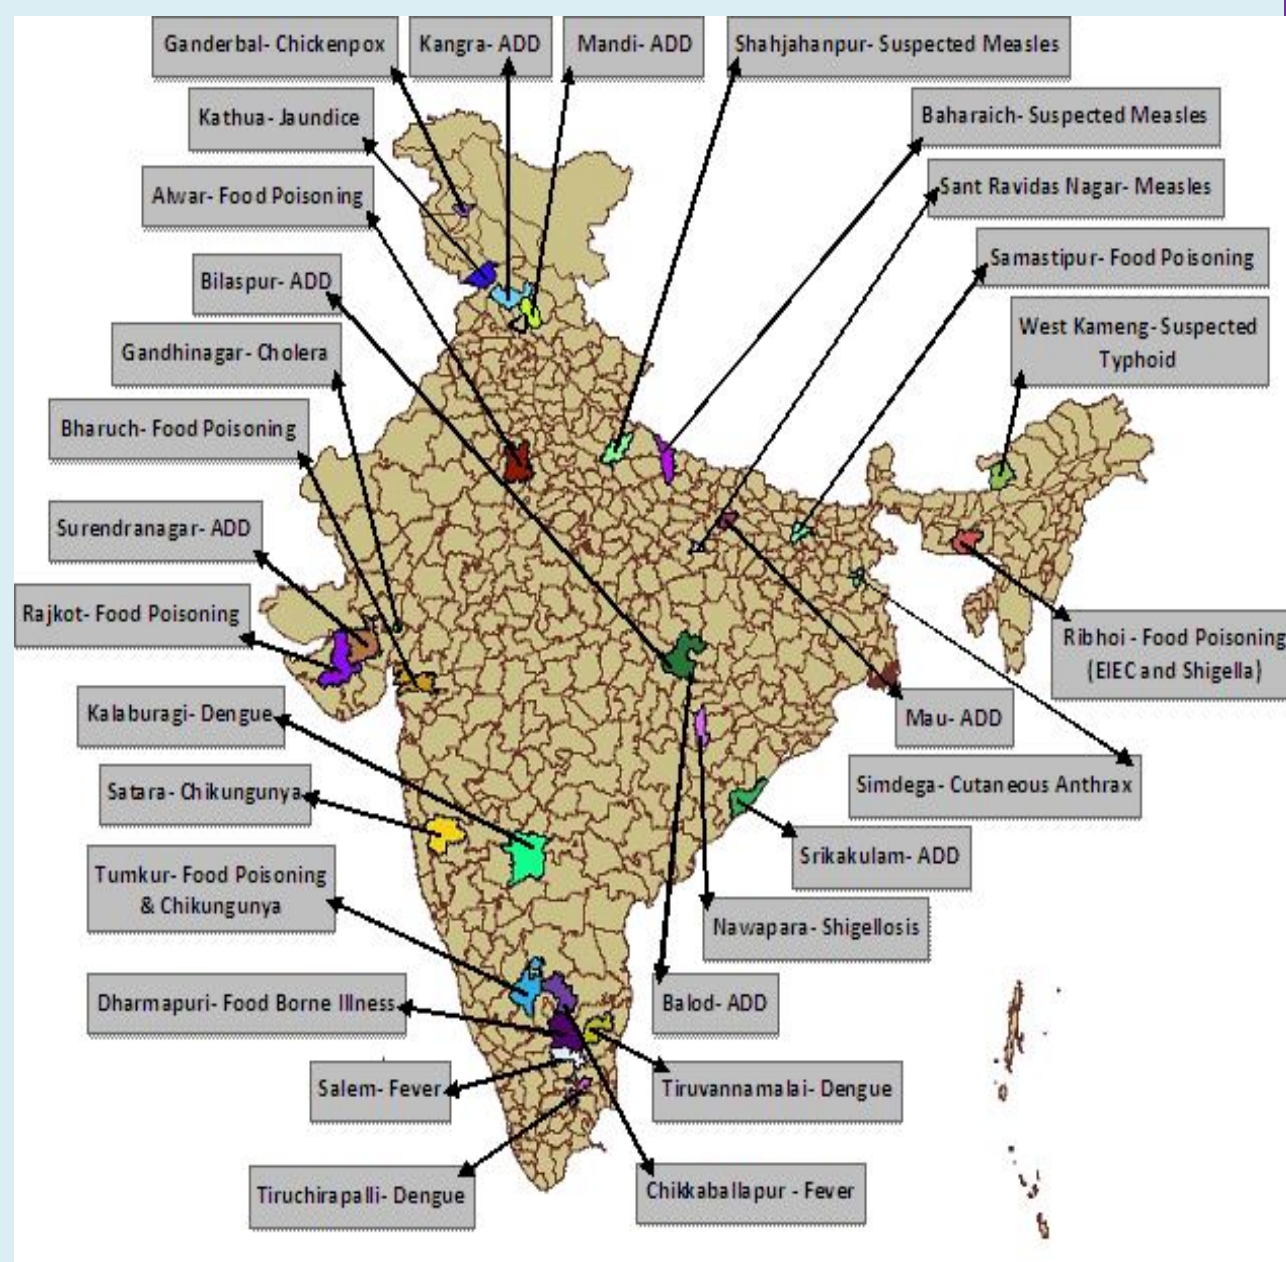 Ganderbal- Chickenpox
Kangra- ADD
Mandi- ADD
Shahjahanpur- Suspected Measles
Kathua- Jaundice
Baharaich- Suspected Measles
Alwar- Food Poisoning
Sant Ravidas Nagar- Measles
Bilaspur- ADD
Samastipur- Food Poisoning
Gandhinagar- Cholera
West Kameng- Suspected
Typhoid
Bharuch- Food Poisoning
Surendranagar- ADD
Rajkot- Food Poisoning
Ribhoi - Food Poisoning
(EIEC and Shigella)
Kalaburagi- Dengue
Mau- ADD
Satara- Chikungunya
Simdega- Cutaneous Anthrax
Tumkur- Food Poisoning
& Chikungunya
Srikakulam- ADD
Nawapara- Shigellosis
Dharmapuri- Food Borne Illness
Balod- ADD
Salem- Fever
Tiruvannamalai- Dengue
Tiruchirapalli- Dengue
Chikkaballapur - Fever